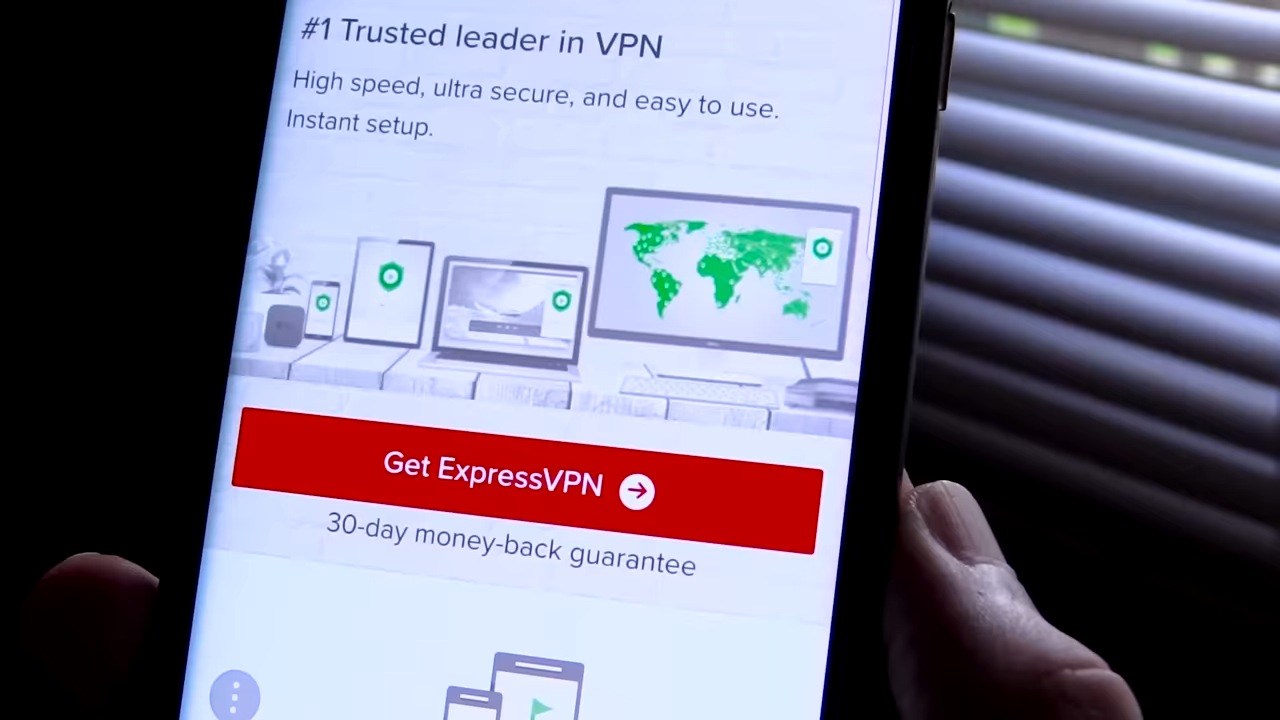 #1 Trusted leader in VPN
High speed, ultra secure, and easy to use.
Instant setup.
Get ExpressVPN
30-day money-back guarantee